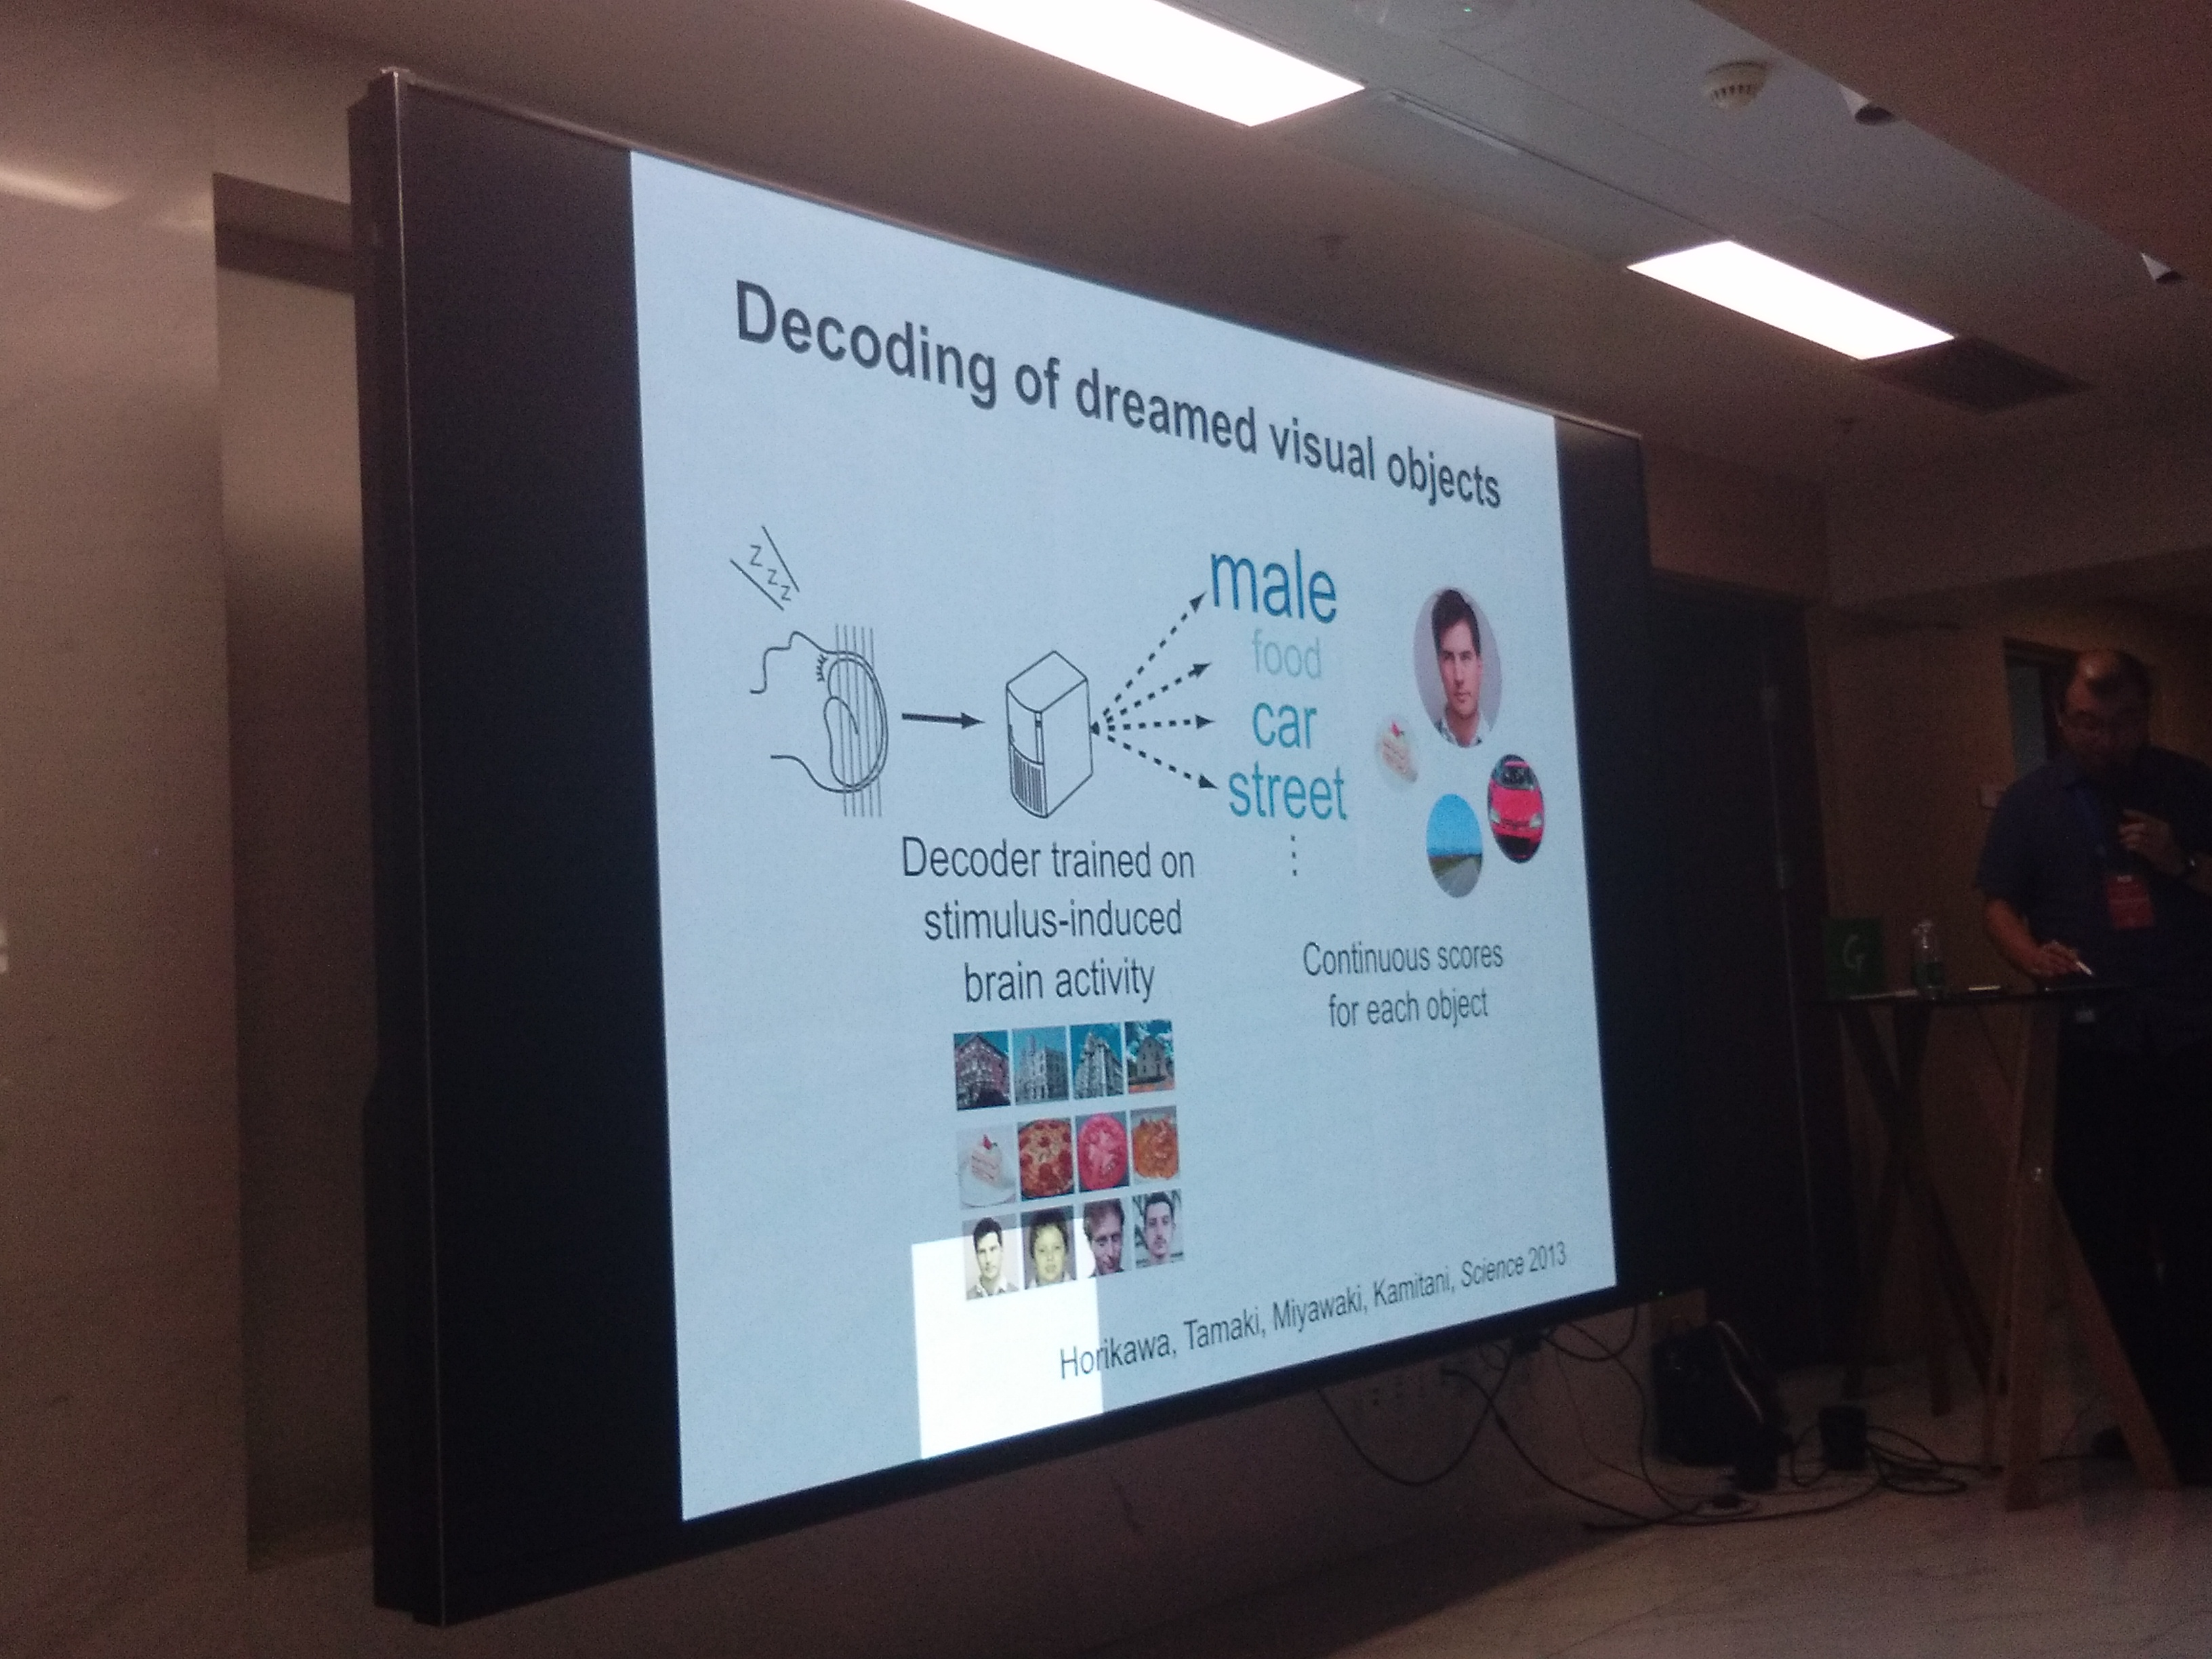 Decoding of dreamed visual objects
z
z
z
male
food
car
street
Decoder trained on
stimulus-induced
brain activity
Continuous scores
for each object
Horikawa, Tamaki, Miyawaki, Kamitani, Science 2013
G